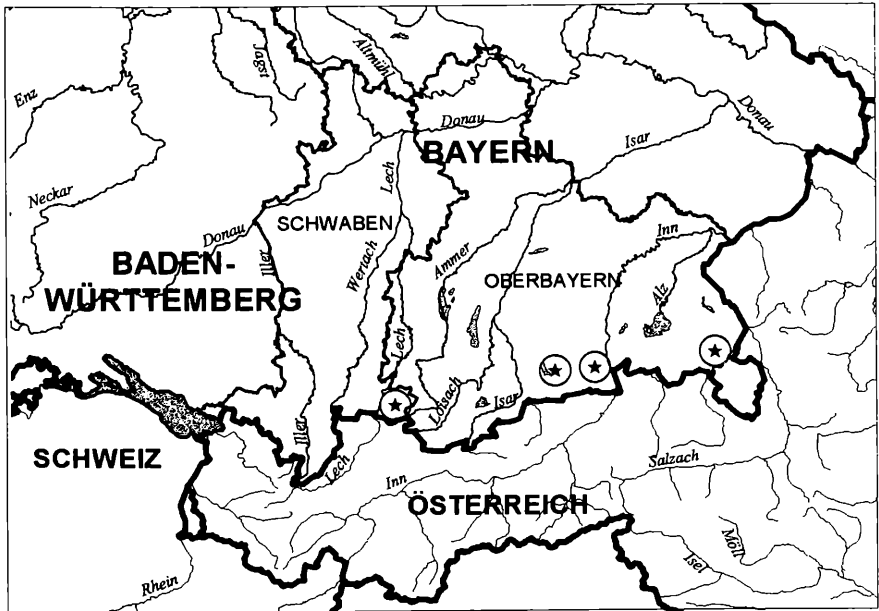 Jagst
Altmühl
Enz
Donau
Donau
BAYERN
Isar
Lech
Neckar
SCHWABEN
Donau
Inn
Iller
Wertach
Ammer
BADEN-
WÜRTTEMBERG
OBERBAYERN
Alz
Lech
Loisach
Isar
Iller
SCHWEIZ
Lech
Inn
Salzach
ÖSTERREICH
Möll
Isel
Rhein